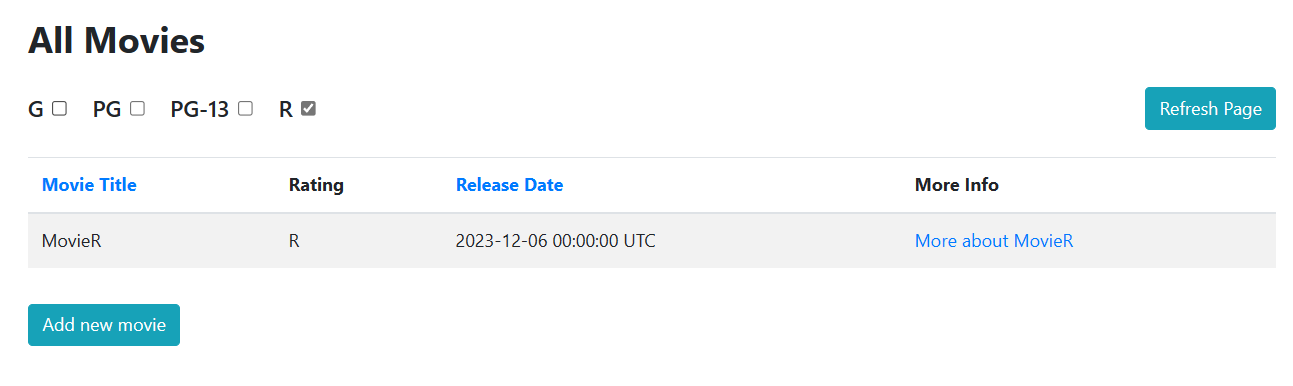 All Movies
G PG PG-13 R Refresh Page
Movie Title Rating Release Date More Info
MovieR R 2023-12-06 00:00:00 UTC More about MovieR
Add new movie